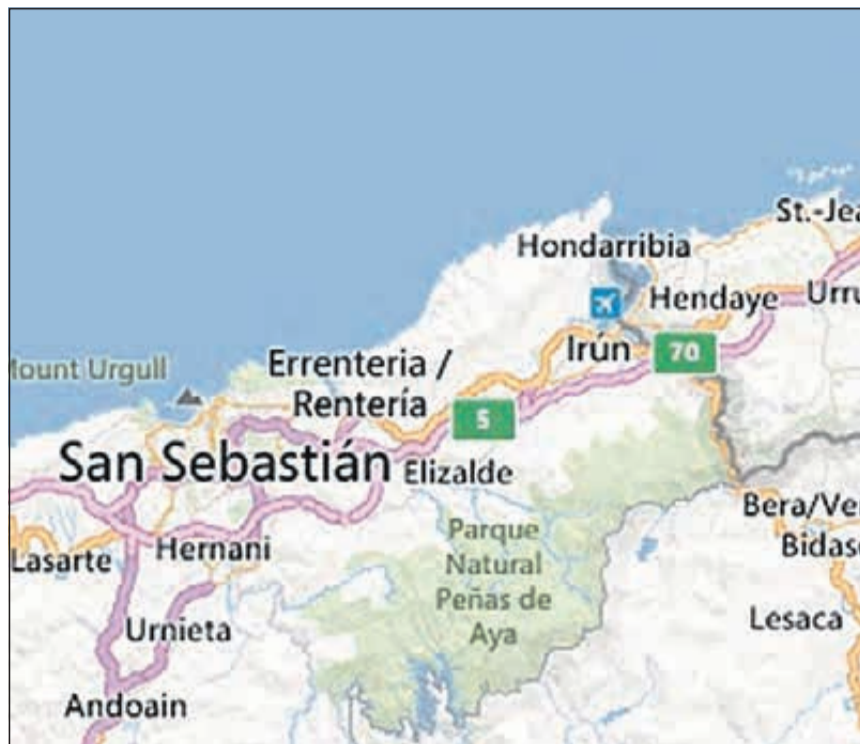 St.-Jea
Hondarribia
Hendaye
Urru
Irún
70
Mount Urgull
Errenteria /
Rentería
5
San Sebastián
Elizalde
Bera/Ve
Bidaso
Lasarte
Hernani
Parque
Natural
Peñas de
Aya
Urnieta
Lesaca
Andoain